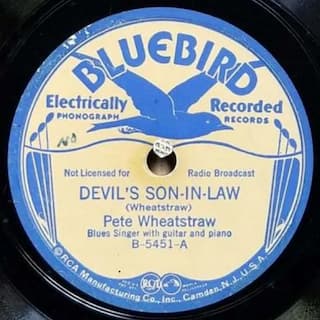 BLUEBIRD
Electrically Recorded
PHONOGRAPH RECORDS
No
Not Licensed for Radio Broadcast
DEVIL'S SON-IN-LAW
(Wheatstraw)
Pete Wheatstraw
Blues Singer with guitar and piano
B-5451-A
RCA
©RCA Manufacturing Co., Inc., Camden, N.J., U.S.A.